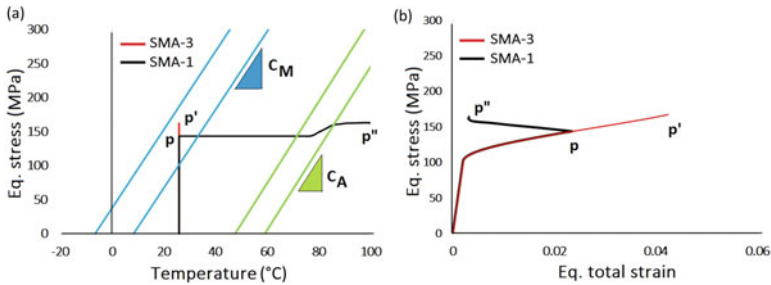 (a)
300
250
200
150
100
50
0
-20 0 20 40 60 80 100
Eq. stress (MPa)
Temperature (°C)
SMA-3
SMA-1
p'
p
p"
C_M
C_A
(b)
300
250
200
150
100
50
0
0 0.02 0.04 0.06
Eq. stress (MPa)
Eq. total strain
SMA-3
SMA-1
p"
p
p'